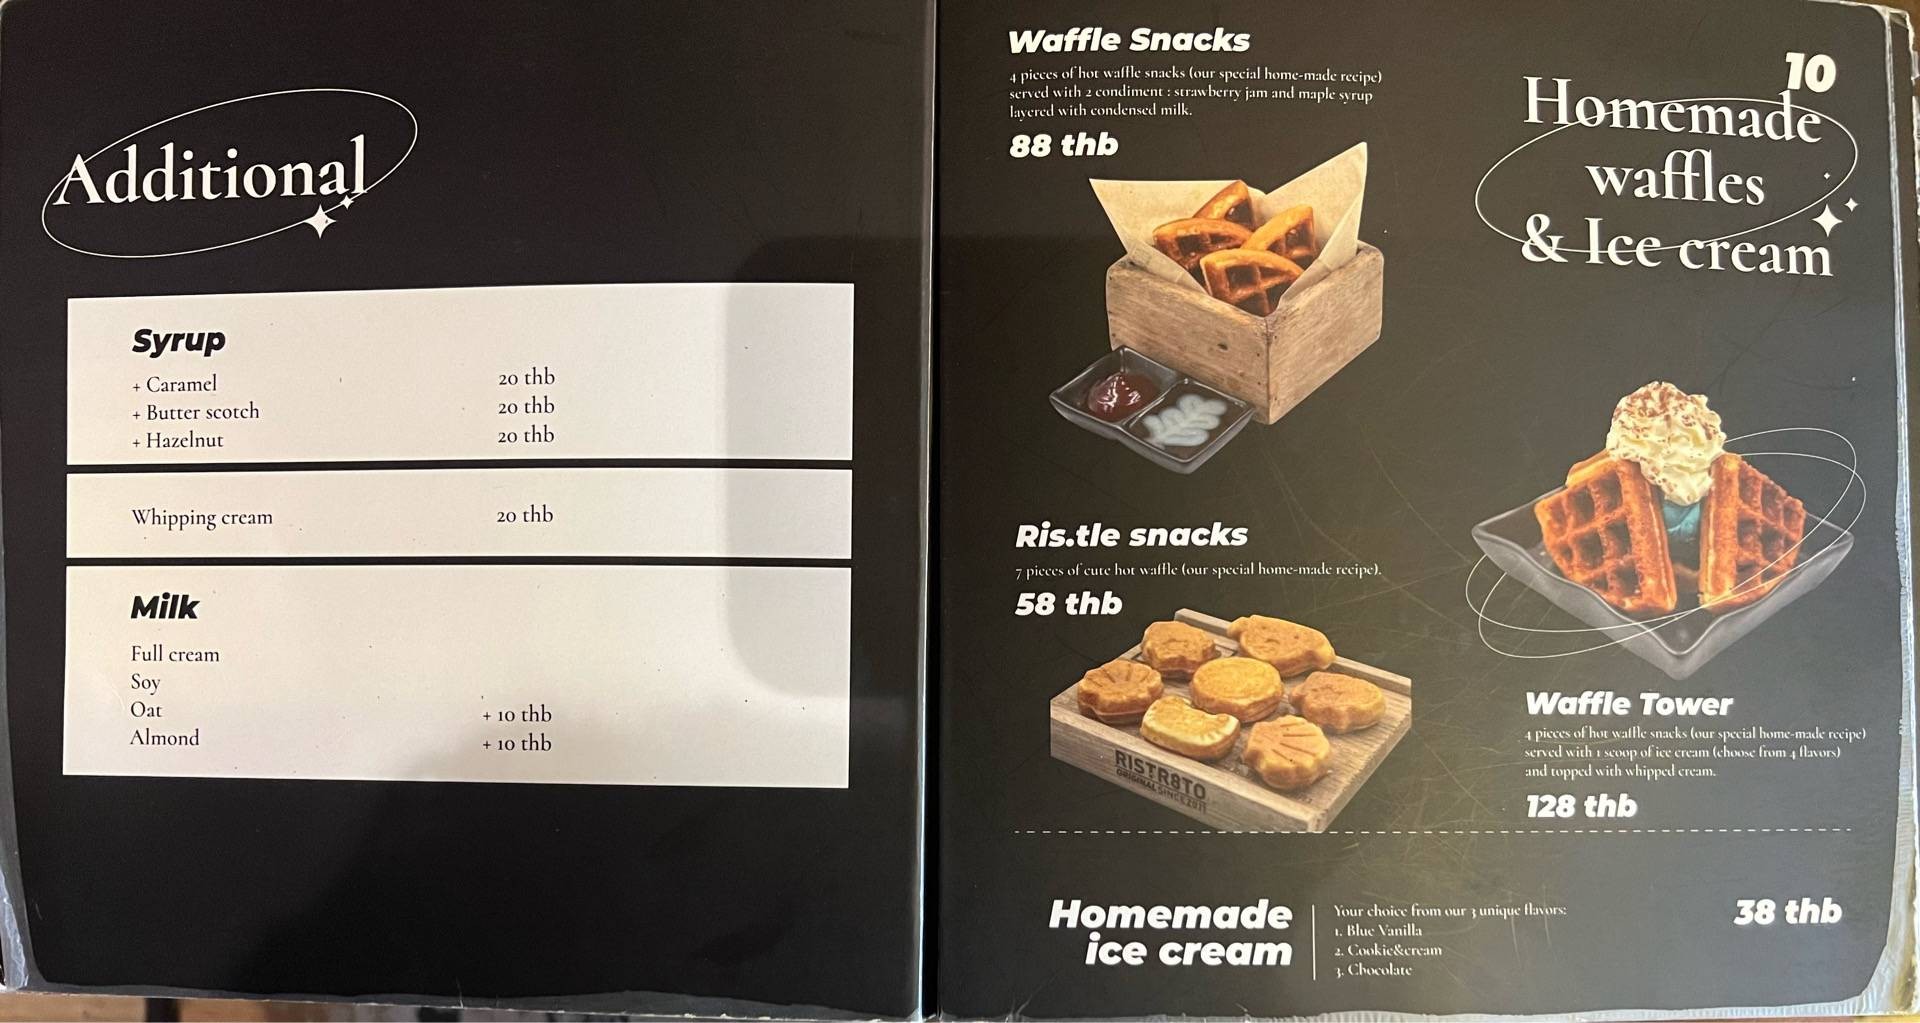 Additional
Syrup
+ Caramel 20 thb
+ Butter scotch 20 thb
+ Hazelnut 20 thb
Whipping cream 20 thb
Milk
Full cream
Soy
Oat + 10 thb
Almond + 10 thb
10
Homemade
waffles
& Ice cream
Waffle Snacks
4 pieces of hot waffle snacks (our special home-made recipe)
served with 2 condiment : strawberry jam and maple syrup
layered with condensed milk.
88 thb
Ris.tle snacks
7 pieces of cute hot waffle (our special home-made recipe).
58 thb
RISTR8TO
ORIGINAL SINCE 2011
Waffle Tower
4 pieces of hot waffle snacks (our special home-made recipe)
served with 1 scoop of ice cream (choose from 4 flavors)
and topped with whipped cream.
128 thb
Homemade
ice cream
Your choice from our 3 unique flavors:
1. Blue Vanilla
2. Cookie&cream
3. Chocolate
38 thb